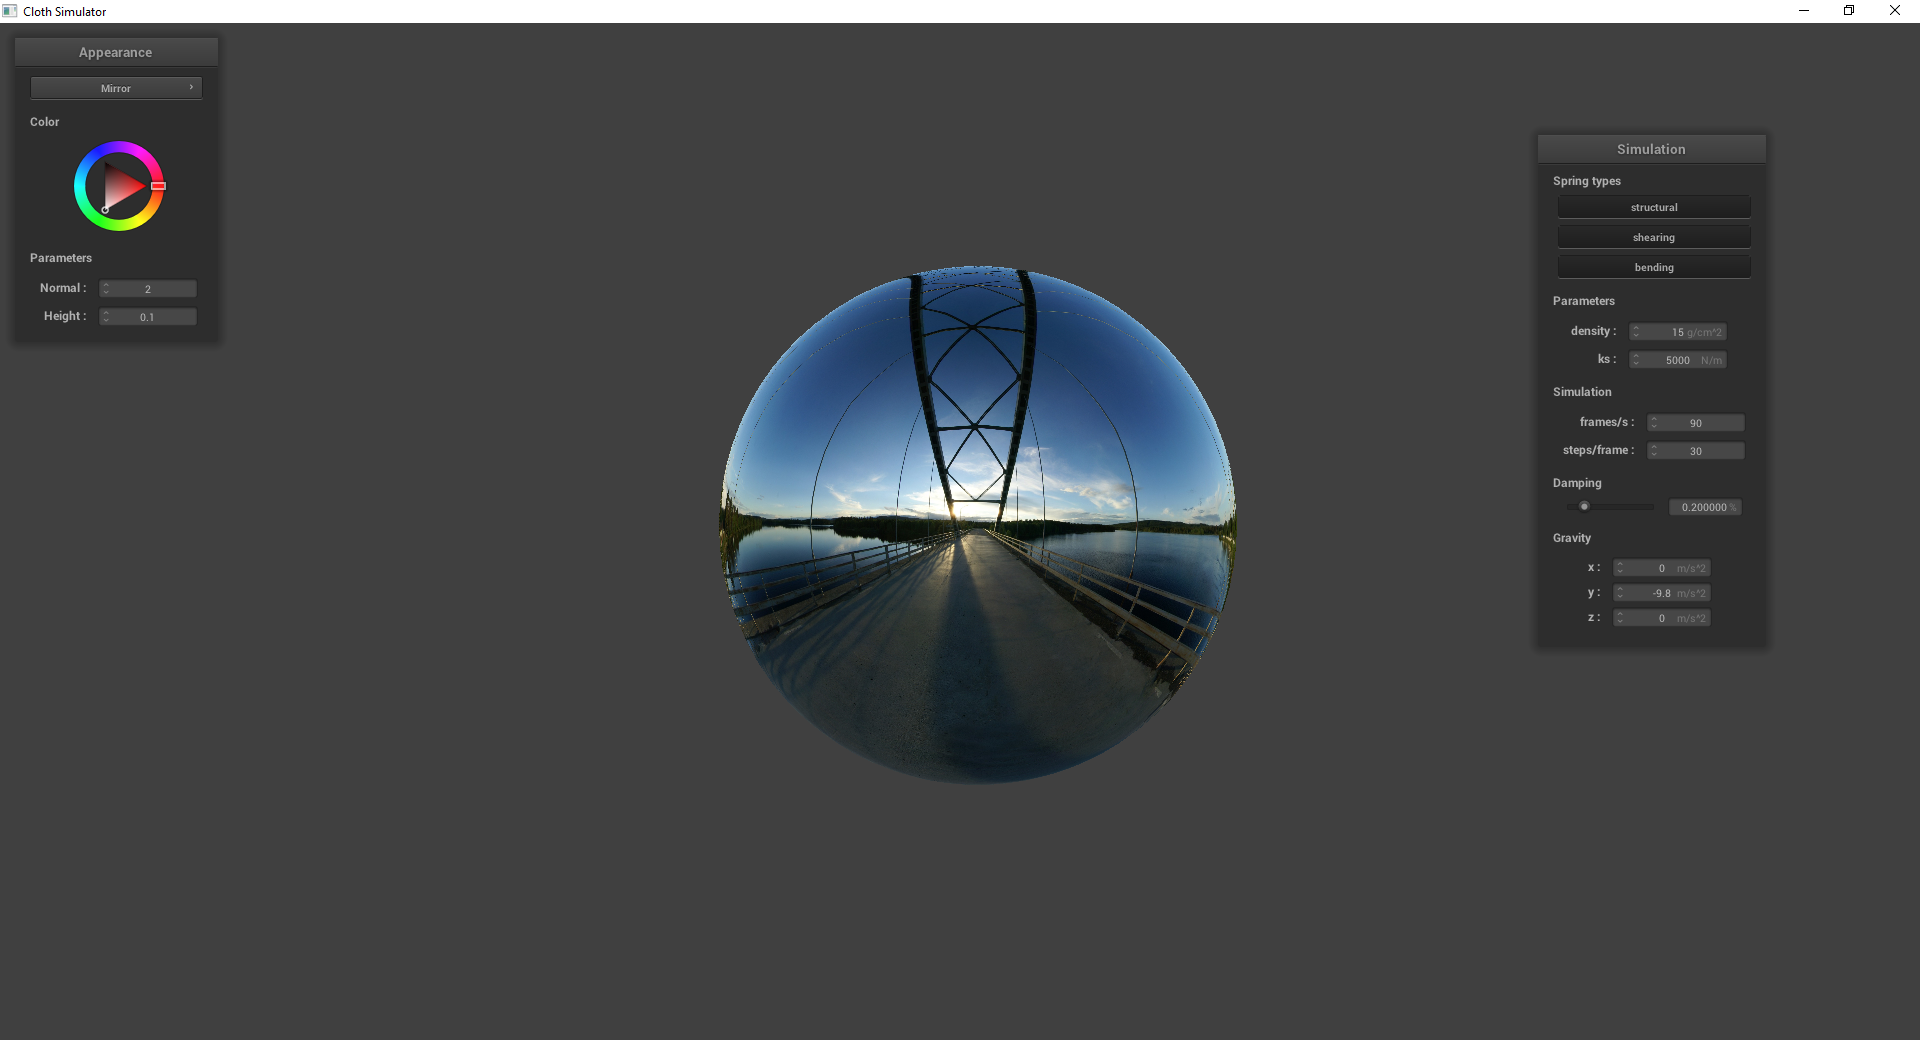 Cloth Simulator
Appearance
Mirror
Color
Parameters
Normal : 2
Height : 0.1
Simulation
Spring types
structural
shearing
bending
Parameters
density : 15 g/cm^2
ks : 5000 N/m
Simulation
frames/s : 90
steps/frame : 30
Damping
0.200000 %
Gravity
x : 0 m/s^2
y : -9.8 m/s^2
z : 0 m/s^2